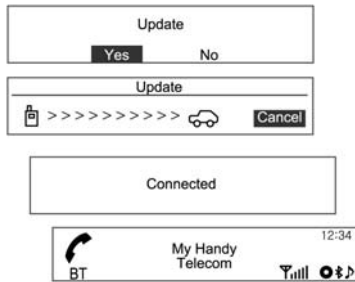 Update
Yes No
Update
> > > > > > > > > > Cancel
Connected
12:34
My Handy
Telecom
BT